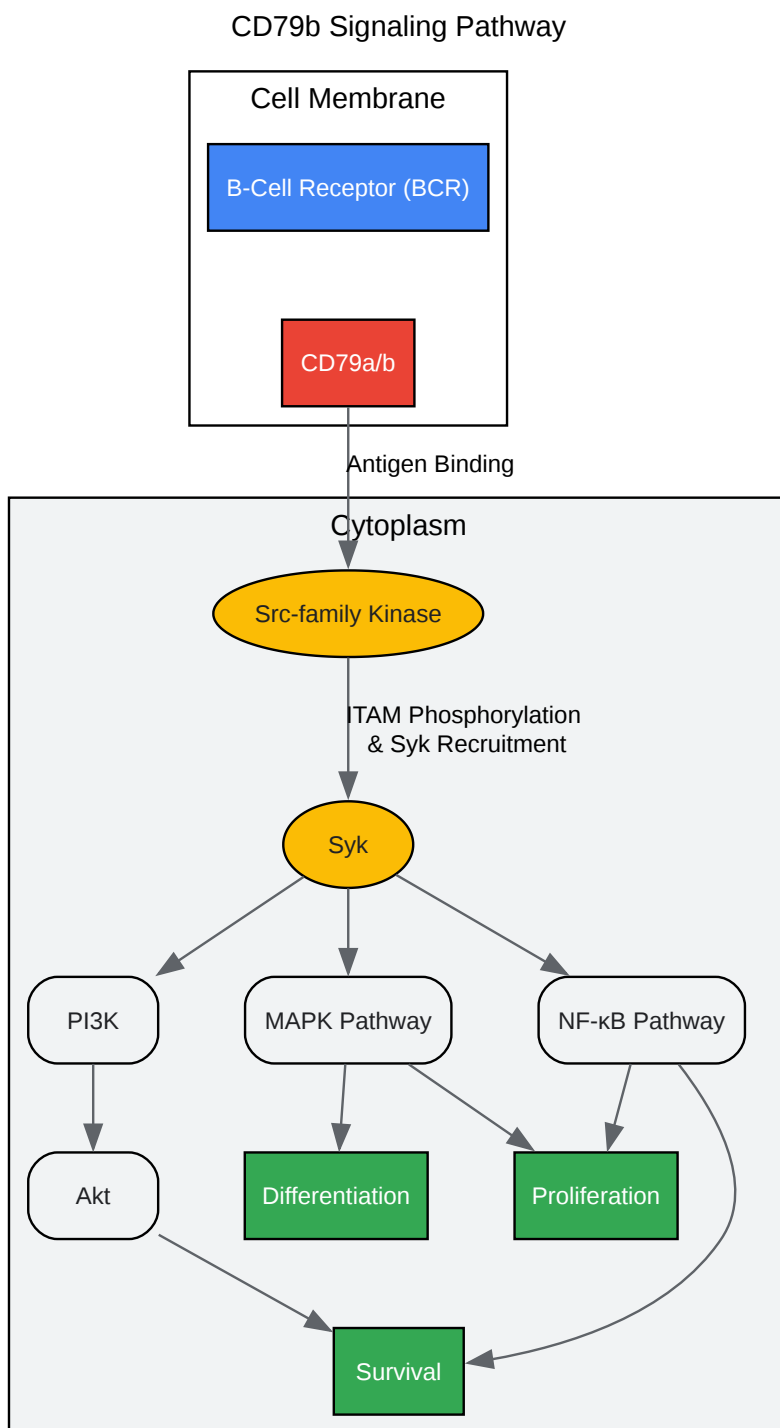 CD79b Signaling Pathway
Cell Membrane
B-Cell Receptor (BCR)
CD79a/b
Antigen Binding
Cytoplasm
Src-family Kinase
ITAM Phosphorylation
& Syk Recruitment
Syk
PI3K
MAPK Pathway
NF-κB Pathway
Akt
Differentiation
Proliferation
Survival